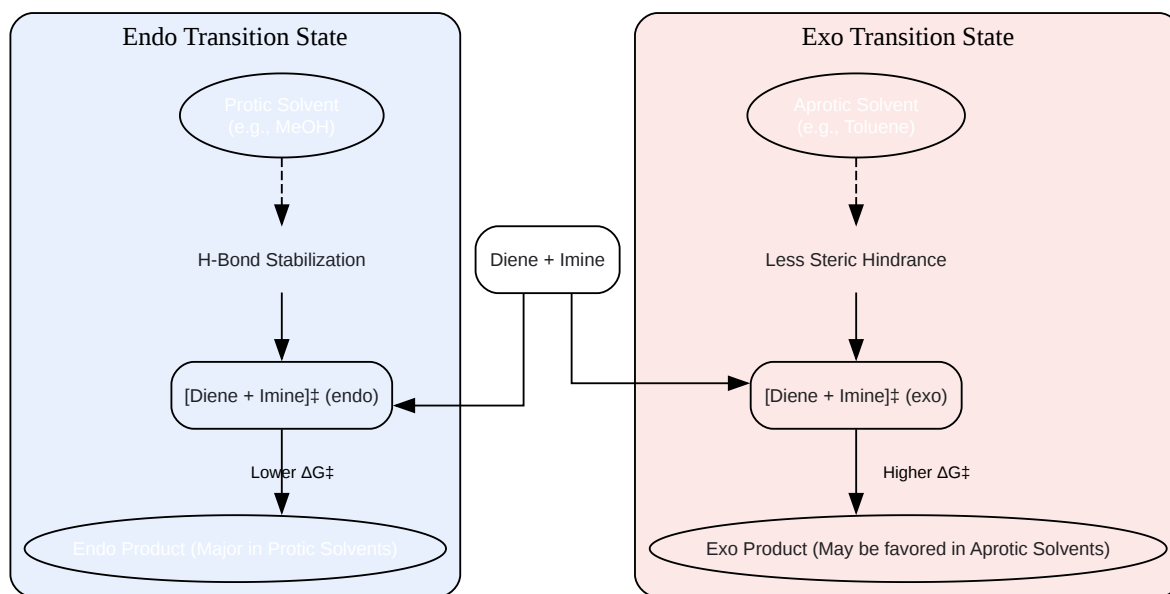 Endo Transition State
Protic Solvent
(e.g., MeOH)
H-Bond Stabilization
[Diene + Imine]‡ (endo)
Lower ΔG‡
Endo Product (Major in Protic Solvents)
Diene + Imine
Exo Transition State
Aprotic Solvent
(e.g., Toluene)
Less Steric Hindrance
[Diene + Imine]‡ (exo)
Higher ΔG‡
Exo Product (May be favored in Aprotic Solvents)